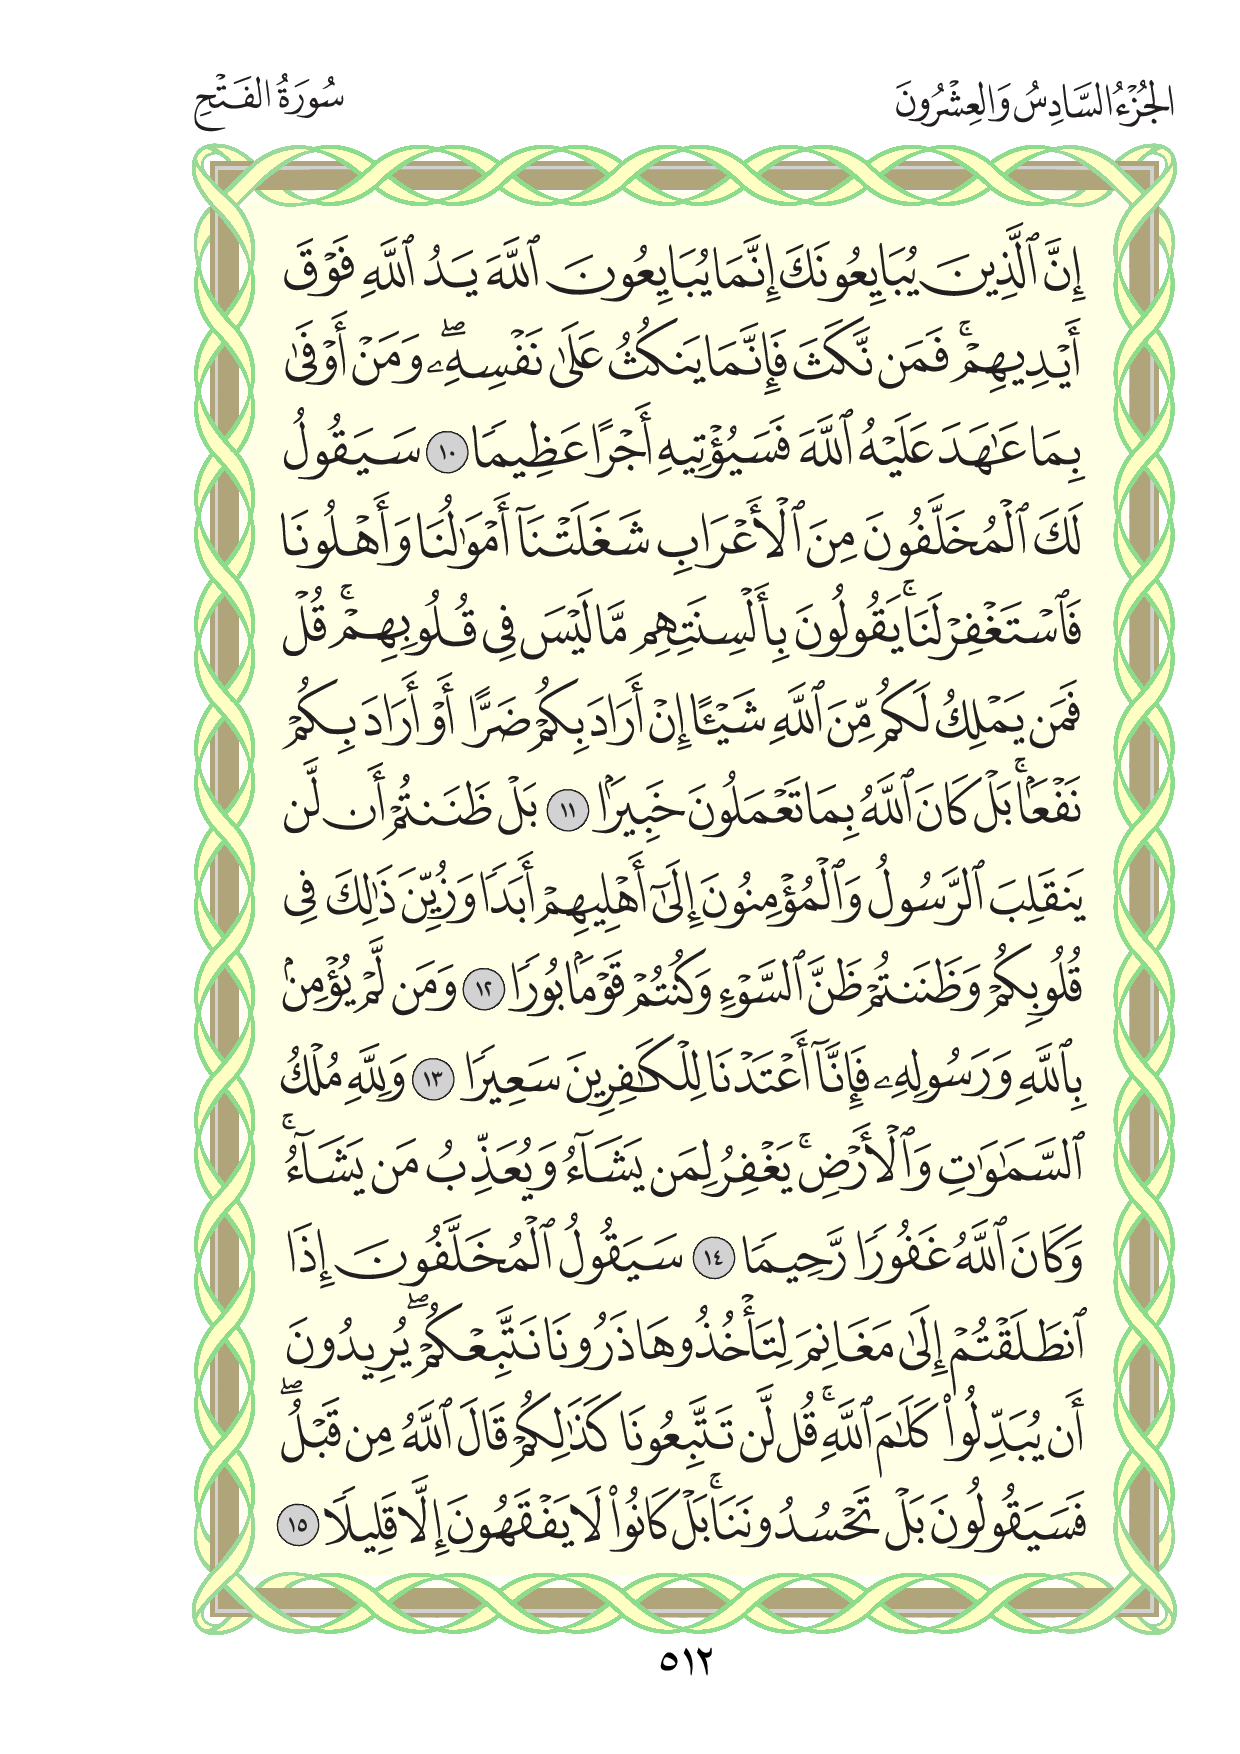 الجُزْءُ السَّادِسُ وَالعِشْرُونَ
سُورَةُ الفَتْحِ
إِنَّ ٱلَّذِينَ يُبَايِعُونَكَ إِنَّمَا يُبَايِعُونَ ٱللَّهَ يَدُ ٱللَّهِ فَوْقَ
أَيْدِيهِمْۚ فَمَن نَّكَثَ فَإِنَّمَا يَنكُثُ عَلَىٰ نَفْسِهِۦۖ وَمَنْ أَوْفَىٰ
بِمَا عَٰهَدَ عَلَيْهُ ٱللَّهَ فَسَيُؤْتِيهِ أَجْرًا عَظِيمًا ١٠ سَيَقُولُ
لَكَ ٱلْمُخَلَّفُونَ مِنَ ٱلْأَعْرَابِ شَغَلَتْنَآ أَمْوَٰلُنَا وَأَهْلُونَا
فَٱسْتَغْفِرْ لَنَاۚ يَقُولُونَ بِأَلْسِنَتِهِم مَّا لَيْسَ فِي قُلُوبِهِمْۚ قُلْ
فَمَن يَمْلِكُ لَكُم مِّنَ ٱللَّهِ شَيْـًٔا إِنْ أَرَادَ بِكُمْ ضَرًّا أَوْ أَرَادَ بِكُمْ
نَفْعَۢاۚ بَلْ كَانَ ٱللَّهُ بِمَا تَعْمَلُونَ خَبِيرَۢا ١١ بَلْ ظَنَنتُمْ أَن لَّن
يَنقَلِبَ ٱلرَّسُولُ وَٱلْمُؤْمِنُونَ إِلَىٰٓ أَهْلِيهِمْ أَبَدًا وَزُيِّنَ ذَٰلِكَ فِي
قُلُوبِكُمْ وَظَنَنتُمْ ظَنَّ ٱلسَّوْءِ وَكُنتُمْ قَوْمَۢا بُورًا ١٢ وَمَن لَّمْ يُؤْمِنۢ
بِٱللَّهِ وَرَسُولِهِۦ فَإِنَّآ أَعْتَدْنَا لِلْكَٰفِرِينَ سَعِيرًا ١٣ وَلِلَّهِ مُلْكُ
ٱلسَّمَٰوَٰتِ وَٱلْأَرْضِۚ يَغْفِرُ لِمَن يَشَآءُ وَيُعَذِّبُ مَن يَشَآءُۚ
وَكَانَ ٱللَّهُ غَفُورًا رَّحِيمًا ١٤ سَيَقُولُ ٱلْمُخَلَّفُونَ إِذَا
ٱنطَلَقْتُمْ إِلَىٰ مَغَانِمَ لِتَأْخُذُوهَا ذَرُونَا نَتَّبِعْكُمْۖ يُرِيدُونَ
أَن يُبَدِّلُوا۟ كَلَٰمَ ٱللَّهِۚ قُل لَّن تَتَّبِعُونَا كَذَٰلِكُمْ قَالَ ٱللَّهُ مِن قَبْلُۖ
فَسَيَقُولُونَ بَلْ تَحْسُدُونَنَاۚ بَلْ كَانُوا۟ لَا يَفْقَهُونَ إِلَّا قَلِيلًا ١٥
٥١٢